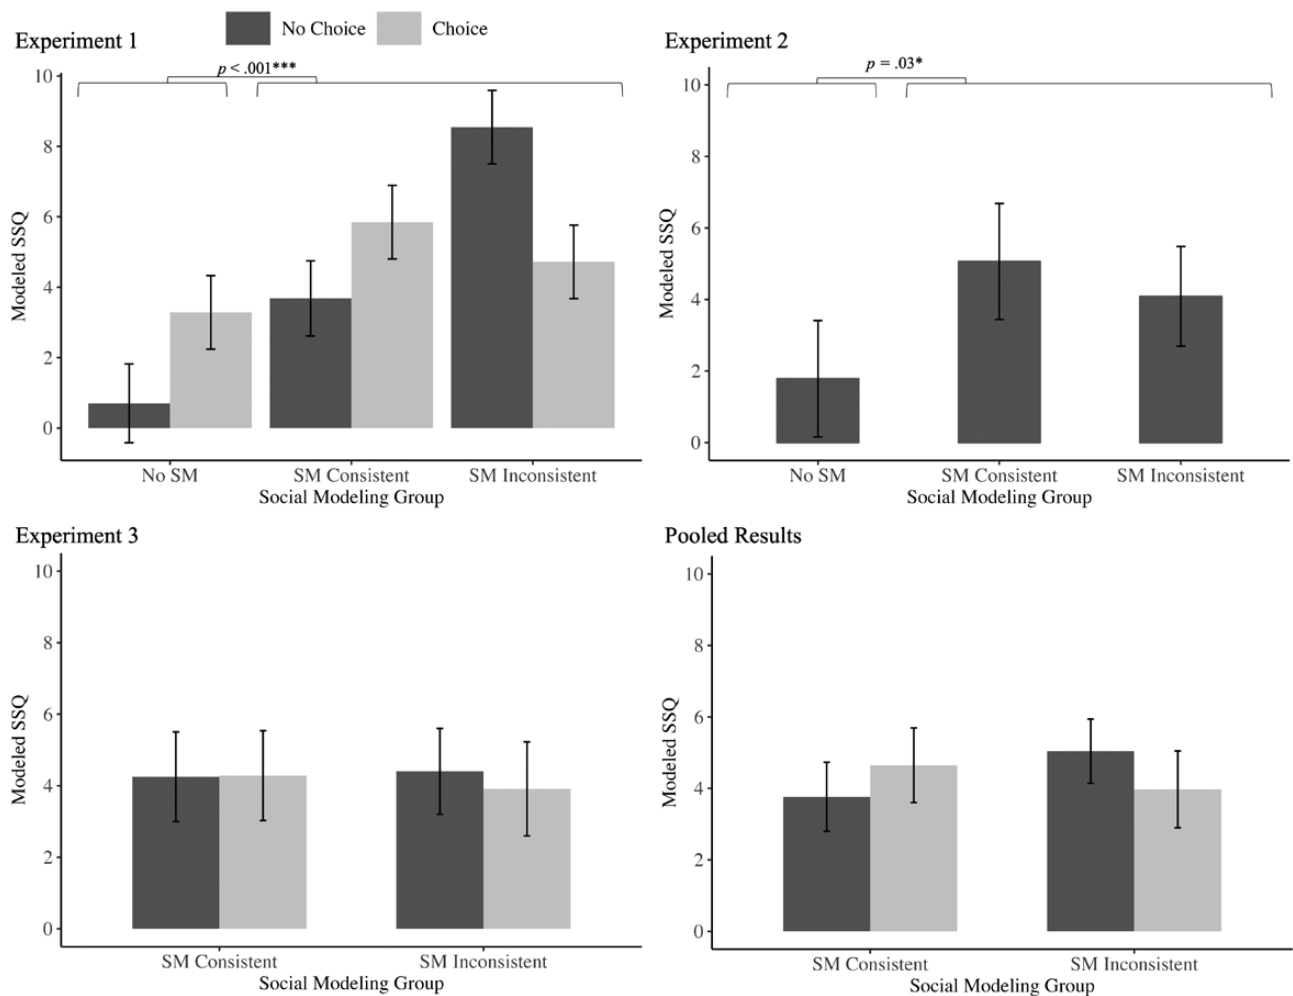 No Choice
Choice
Experiment 1
p < .001***
10
8
6
4
2
0
Modeled SSQ
No SM
SM Consistent
SM Inconsistent
Social Modeling Group
Experiment 2
p = .03*
10
8
6
4
2
0
Modeled SSQ
No SM
SM Consistent
SM Inconsistent
Social Modeling Group
Experiment 3
10
8
6
4
2
0
Modeled SSQ
SM Consistent
SM Inconsistent
Social Modeling Group
Pooled Results
10
8
6
4
2
0
Modeled SSQ
SM Consistent
SM Inconsistent
Social Modeling Group